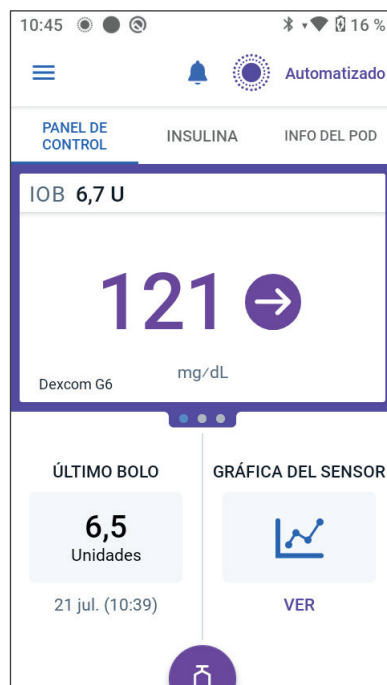 10:45 16 %
Automatizado
PANEL DE
CONTROL
INSULINA
INFO DEL POD
IOB 6,7 U
121
mg/dL
Dexcom G6
ÚLTIMO BOLO
GRÁFICA DEL SENSOR
6,5
Unidades
21 jul. (10:39)
VER